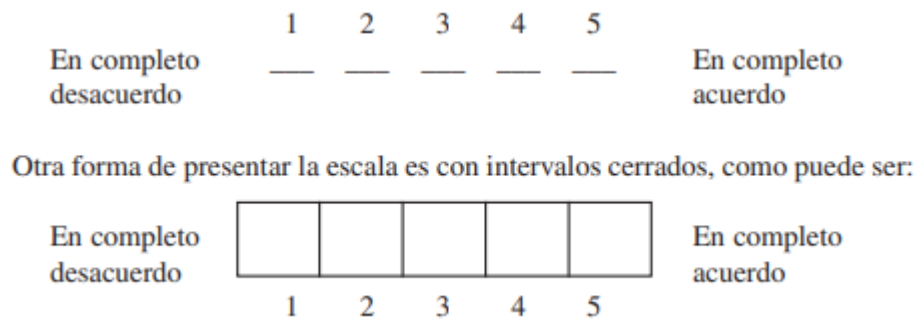 1 2 3 4 5
En completo desacuerdo ___ ___ ___ ___ ___ En completo acuerdo
Otra forma de presentar la escala es con intervalos cerrados, como puede ser:
En completo desacuerdo En completo acuerdo
1 2 3 4 5